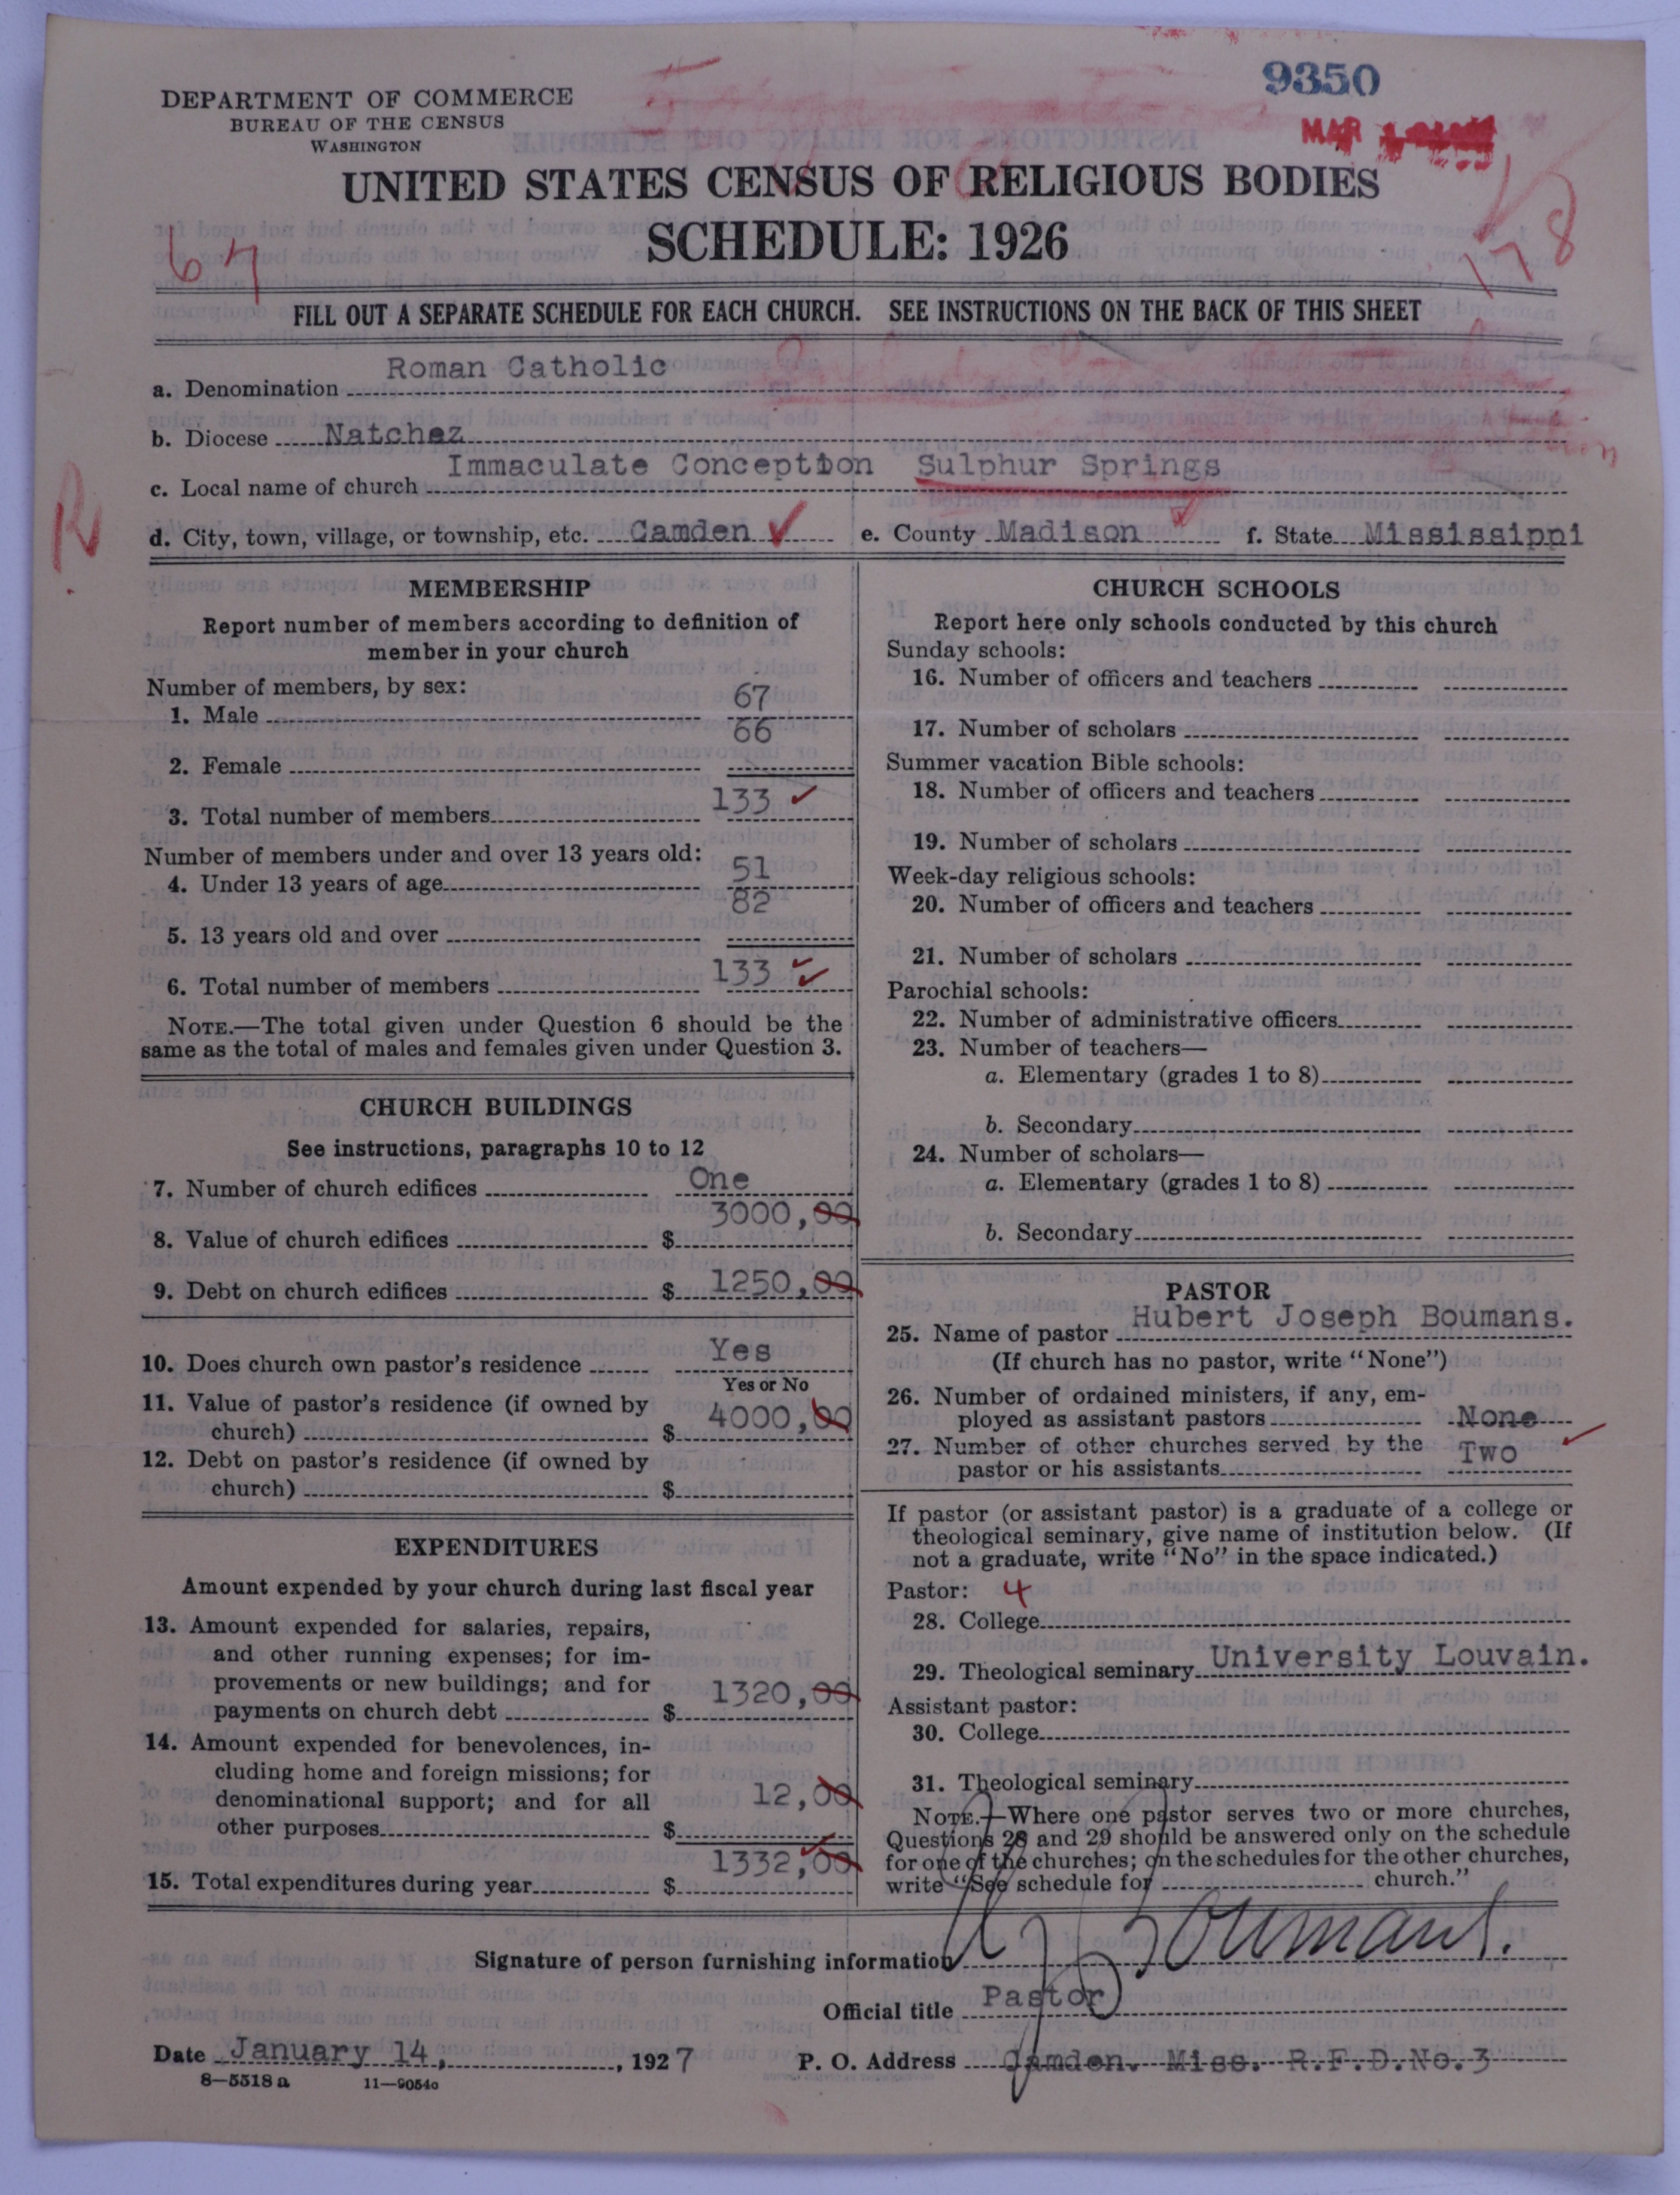 9350
DEPARTMENT OF COMMERCE
BUREAU OF THE CENSUS
WASHINGTON
MAR
UNITED STATES CENSUS OF RELIGIOUS BODIES
SCHEDULE: 1926
67
178
FILL OUT A SEPARATE SCHEDULE FOR EACH CHURCH. SEE INSTRUCTIONS ON THE BACK OF THIS SHEET
a. Denomination Roman Catholic
b. Diocese Natchez
c. Local name of church Immaculate Conception Sulphur Springs
R
d. City, town, village, or township, etc. Camden e. County Madison f. State Mississippi
MEMBERSHIP
Report number of members according to definition of
member in your church
Number of members, by sex:
1. Male 67
2. Female 66
3. Total number of members 133
Number of members under and over 13 years old:
4. Under 13 years of age 51
5. 13 years old and over 82
6. Total number of members 133
NOTE.—The total given under Question 6 should be the
same as the total of males and females given under Question 3.
CHURCH BUILDINGS
See instructions, paragraphs 10 to 12
7. Number of church edifices One
8. Value of church edifices $ 3000,00
9. Debt on church edifices $ 1250,00
10. Does church own pastor's residence Yes
Yes or No
11. Value of pastor's residence (if owned by
church) $ 4000,00
12. Debt on pastor's residence (if owned by
church) $
EXPENDITURES
Amount expended by your church during last fiscal year
13. Amount expended for salaries, repairs,
and other running expenses; for im-
provements or new buildings; and for
payments on church debt $ 1320,00
14. Amount expended for benevolences, in-
cluding home and foreign missions; for
denominational support; and for all
other purposes $ 12,00
15. Total expenditures during year $ 1332,00
CHURCH SCHOOLS
Report here only schools conducted by this church
Sunday schools:
16. Number of officers and teachers
17. Number of scholars
Summer vacation Bible schools:
18. Number of officers and teachers
19. Number of scholars
Week-day religious schools:
20. Number of officers and teachers
21. Number of scholars
Parochial schools:
22. Number of administrative officers
23. Number of teachers—
a. Elementary (grades 1 to 8)
b. Secondary
24. Number of scholars—
a. Elementary (grades 1 to 8)
b. Secondary
PASTOR
25. Name of pastor Hubert Joseph Boumans.
(If church has no pastor, write "None")
26. Number of ordained ministers, if any, em-
ployed as assistant pastors None
27. Number of other churches served by the
pastor or his assistants Two
If pastor (or assistant pastor) is a graduate of a college or
theological seminary, give name of institution below. (If
not a graduate, write "No" in the space indicated.)
Pastor: 4
28. College
29. Theological seminary University Louvain.
Assistant pastor:
30. College
31. Theological seminary
NOTE.—Where one pastor serves two or more churches,
Questions 28 and 29 should be answered only on the schedule
for one of the churches; on the schedules for the other churches,
write "See schedule for church."
Signature of person furnishing information H J Boumans.
Official title Pastor
Date January 14, , 1927 P. O. Address Camden. Miss. R.F.D.No.3
8—5518 a 11—9054o